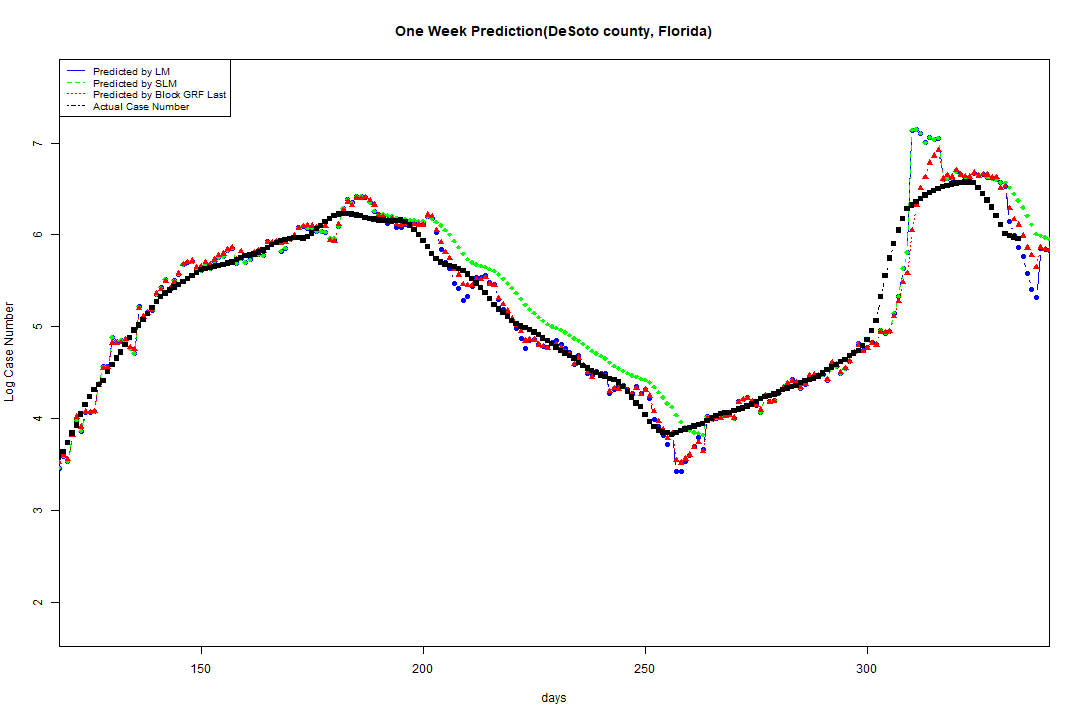 One Week Prediction(DeSoto county, Florida)
Predicted by LM
Predicted by SLM
Predicted by Block GRF Last
Actual Case Number
7
6
5
4
3
2
Log Case Number
150 200 250 300
days